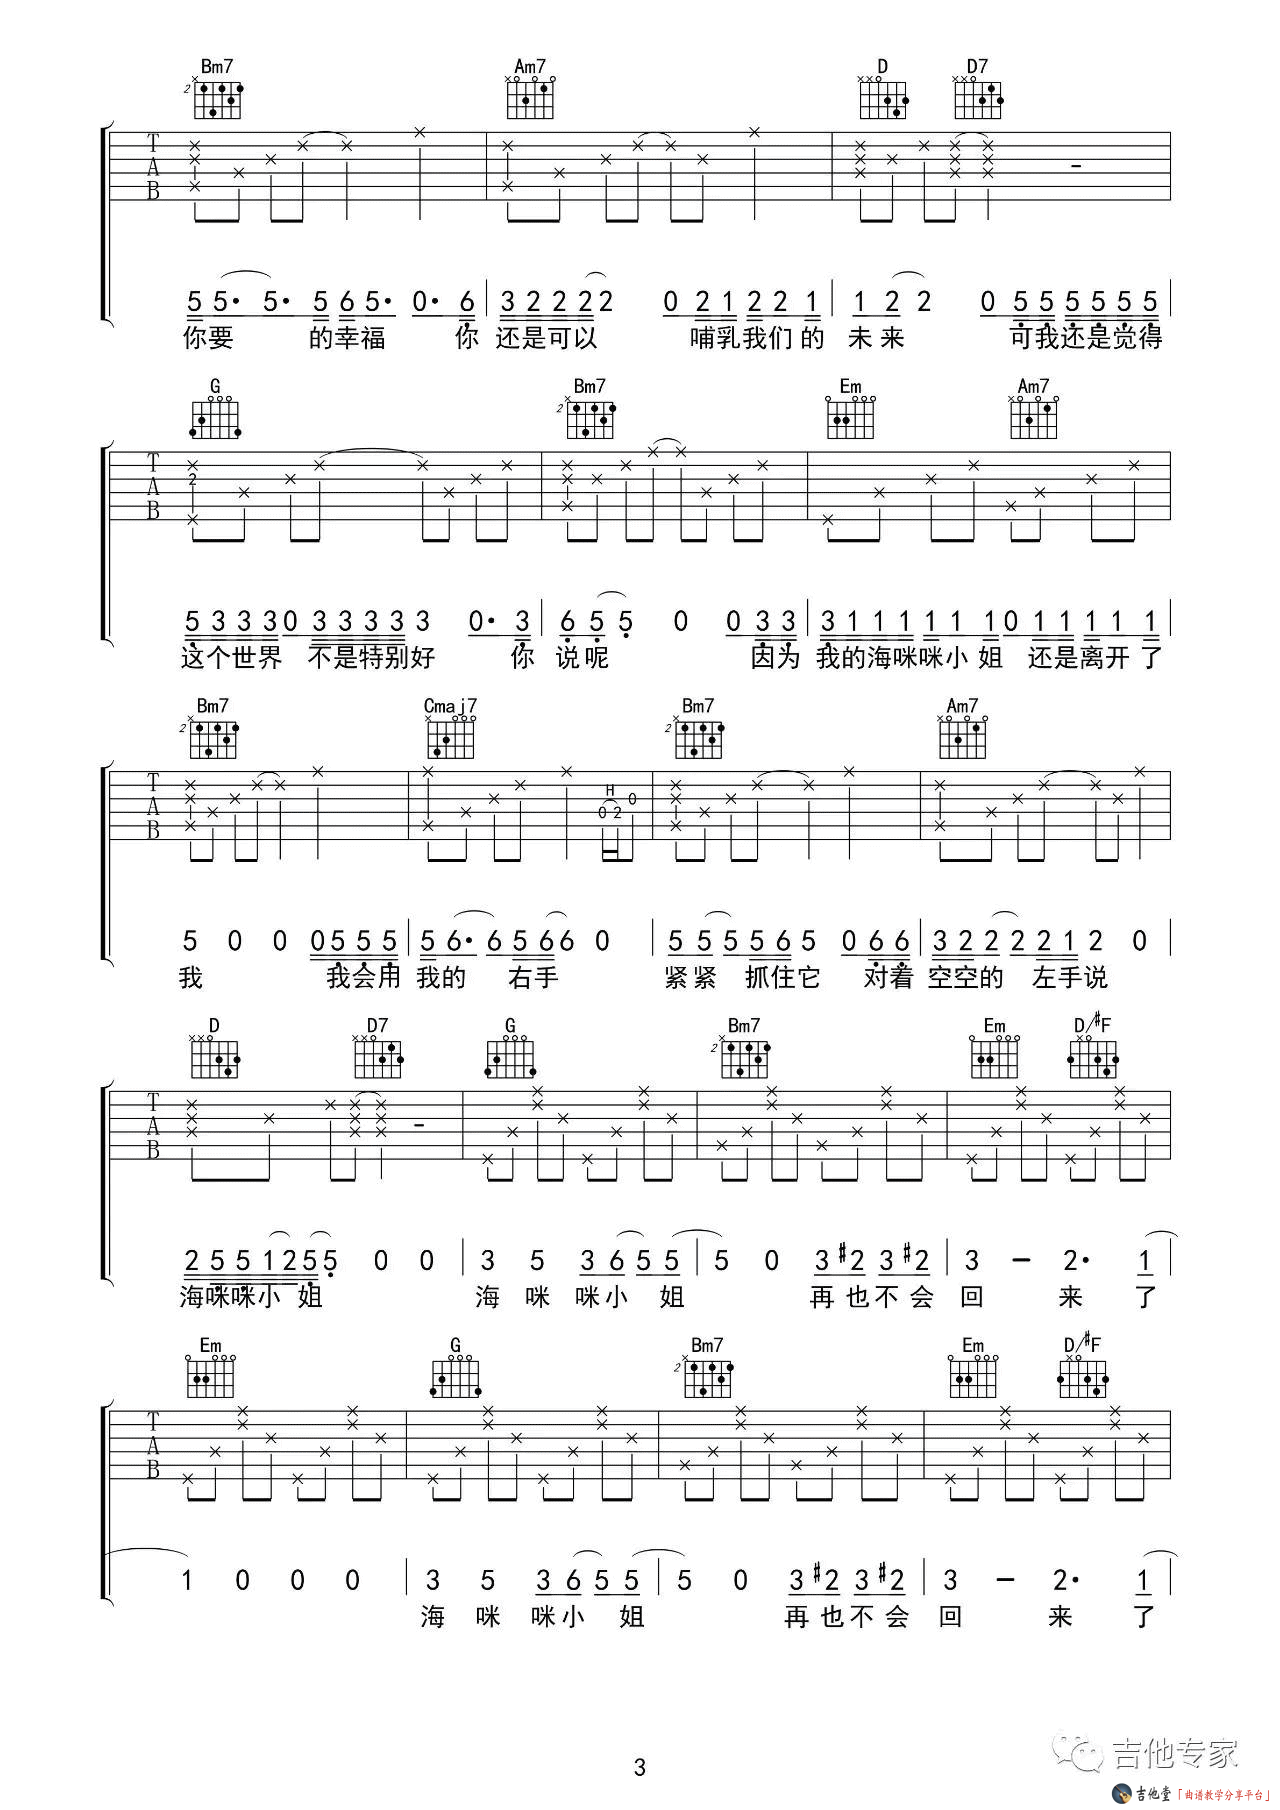 Bm7 Am7 D D7
2
T
A
B
5 5· 5· 5 6 5· 0· 6 3 2 2 2 2 0 2 1 2 2 1 1 2 2 0 5 5 5 5 5 5
你要 的幸福 你 还是可以 哺乳我们的 未来 可我还是觉得
G Bm7 Em Am7
2
T
A
B
2
5 3 3 3 0 3 3 3 3 3 0· 3 6 5 5 0 0 3 3 3 1 1 1 1 1 1 0 1 1 1 1 1
这个世界 不是特别好 你 说呢 因为 我的海咪咪小姐 还是离开了
Bm7 Cmaj7 Bm7 Am7
2 2
T
A
B
H
0 2 0
5 0 0 0 5 5 5 5 6· 6 5 6 6 0 5 5 5 5 6 5 0 6 6 3 2 2 2 2 1 2 0
我 我会用 我的 右手 紧紧 抓住它 对着 空空的 左手说
D D7 G Bm7 Em D/#F
2
T
A
B
2 5 5 1 2 5 5 0 0 3 5 3 6 5 5 5 0 3 #2 3 #2 3 – 2· 1
海咪咪小 姐 海 咪 咪小 姐 再也不会 回 来 了
Em G Bm7 Em D/#F
2
T
A
B
1 0 0 0 3 5 3 6 5 5 5 0 3 #2 3 #2 3 – 2· 1
海 咪 咪小 姐 再也不会 回 来 了
吉他专家
3
吉他堂「曲谱教学分享平台」